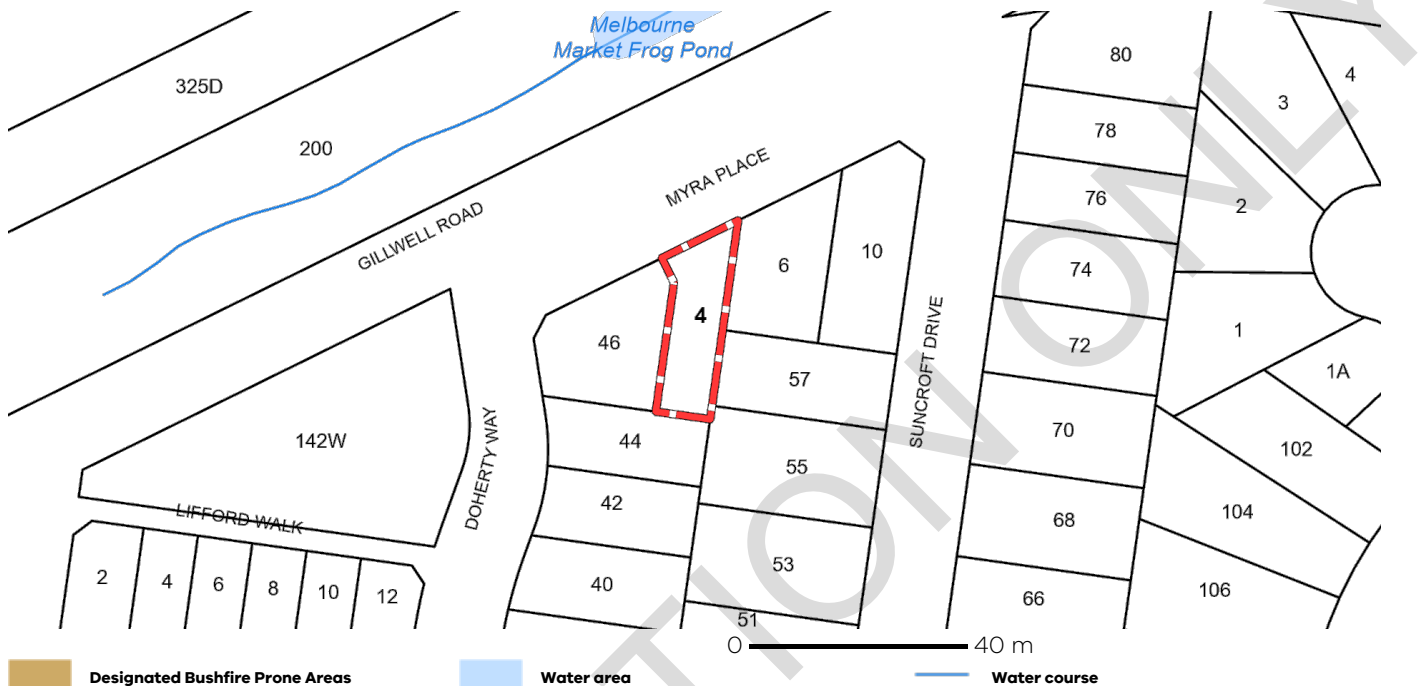 Melbourne
Market Frog Pond
325D
200
GILLWELL ROAD
MYRA PLACE
46
4
6
10
57
44
55
42
53
40
51
142W
DOHERTY WAY
LIFFORD WALK
2
4
6
8
10
12
SUNCROFT DRIVE
80
78
76
74
72
70
68
66
3
4
2
1
1A
102
104
106
TION ONLY
0 40 m
Designated Bushfire Prone Areas
Water area
Water course